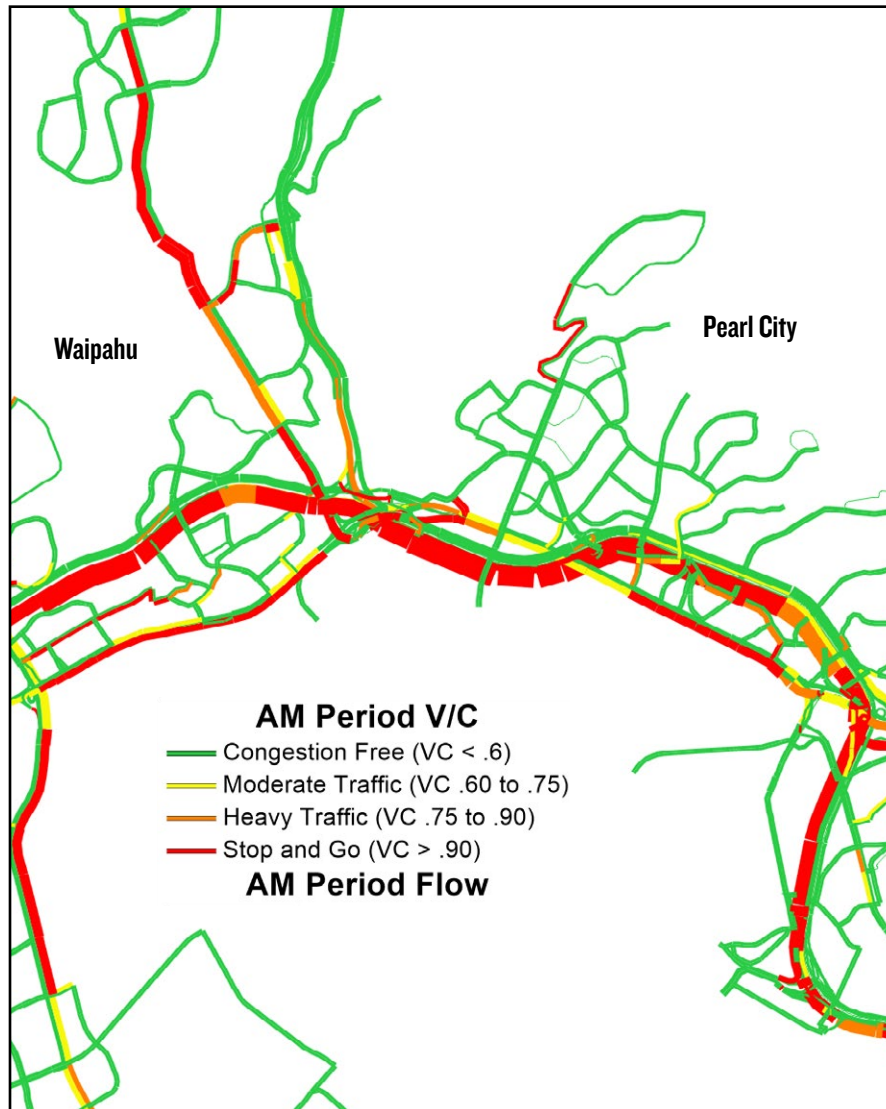 Pearl City
Waipahu
AM Period V/C
Congestion Free (VC < .6)
Moderate Traffic (VC .60 to .75)
Heavy Traffic (VC .75 to .90)
Stop and Go (VC > .90)
AM Period Flow